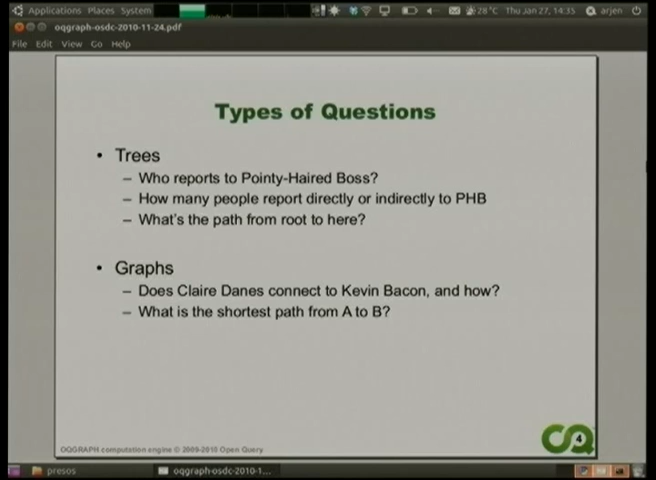 Applications Places System 28°C Thu Jan 27, 14:35 arjen
oqgraph-osdc-2010-11-24.pdf
File Edit View Go Help
Types of Questions
• Trees
– Who reports to Pointy-Haired Boss?
– How many people report directly or indirectly to PHB
– What's the path from root to here?
• Graphs
– Does Claire Danes connect to Kevin Bacon, and how?
– What is the shortest path from A to B?
4
OQGRAPH computation engine © 2009-2010 Open Query
presos oqgraph-osdc-2010-1...